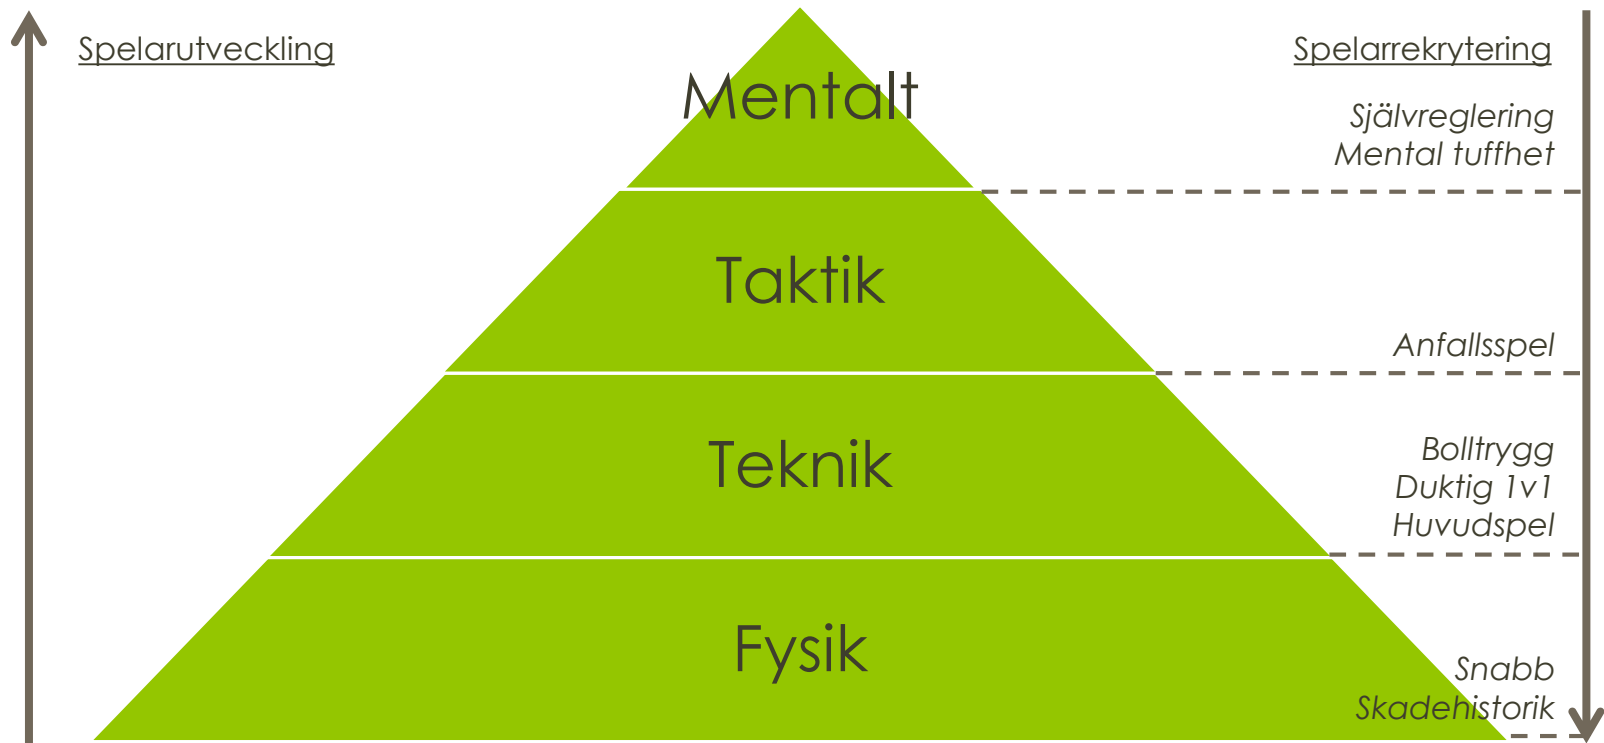 Spelarutveckling
Spelarrekrytering
Mentalt
Självreglering
Mental tuffhet
Taktik
Anfallsspel
Teknik
Bolltrygg
Duktig 1v1
Huvudspel
Fysik
Snabb
Skadehistorik